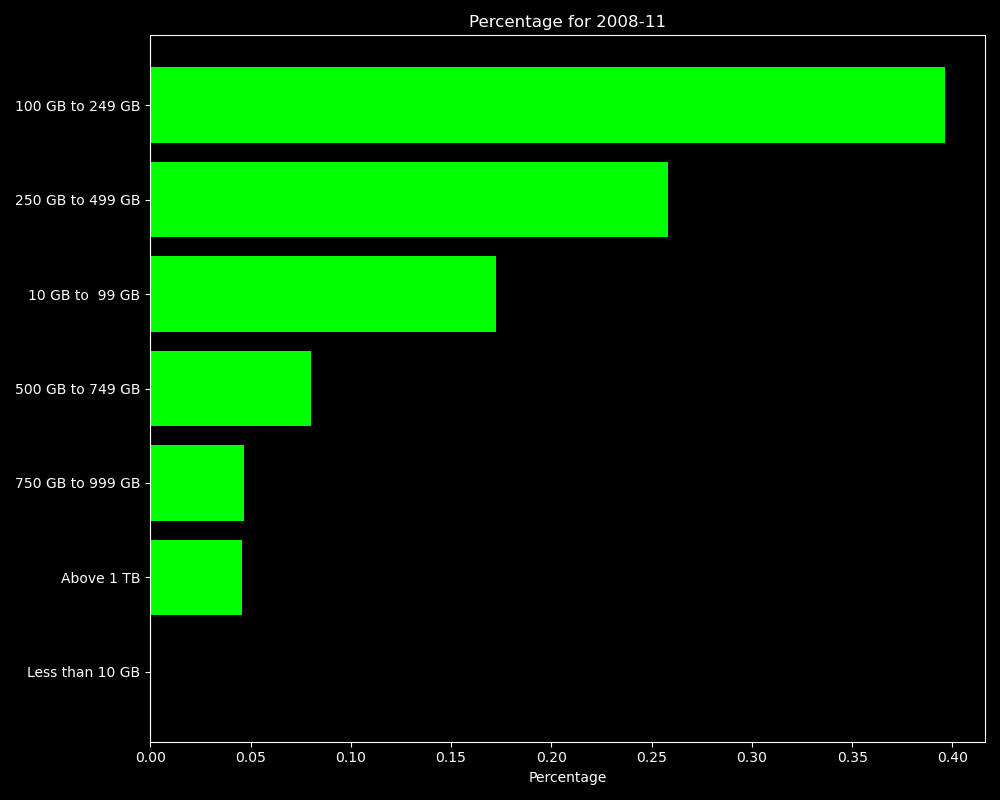 Percentage for 2008-11
100 GB to 249 GB
250 GB to 499 GB
10 GB to  99 GB
500 GB to 749 GB
750 GB to 999 GB
Above 1 TB
Less than 10 GB
0.00 0.05 0.10 0.15 0.20 0.25 0.30 0.35 0.40
Percentage